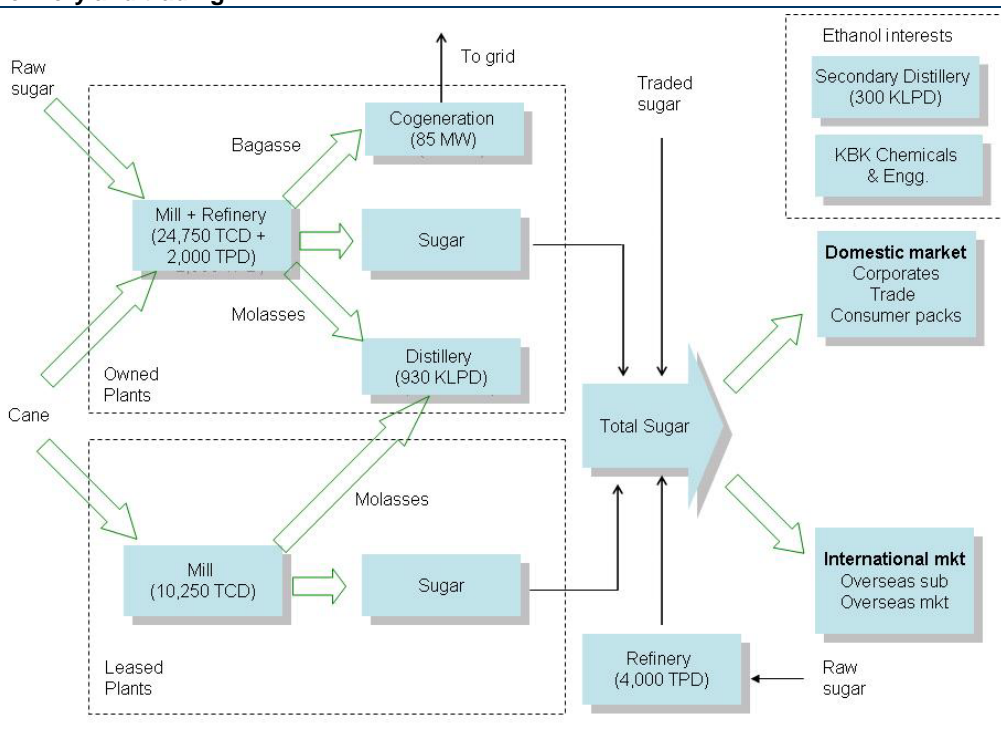 To grid
Raw
sugar
Bagasse
Cogeneration
(85 MW)
Traded
sugar
Ethanol interests
Secondary Distillery
(300 KLPD)
KBK Chemicals
& Engg.
Mill + Refinery
(24,750 TCD +
2,000 TPD)
Sugar
Domestic market
Corporates
Trade
Consumer packs
Molasses
Distillery
(930 KLPD)
Owned
Plants
Cane
Total Sugar
Molasses
Mill
(10,250 TCD)
Sugar
International mkt
Overseas sub
Overseas mkt
Leased
Plants
Refinery
(4,000 TPD)
Raw
sugar